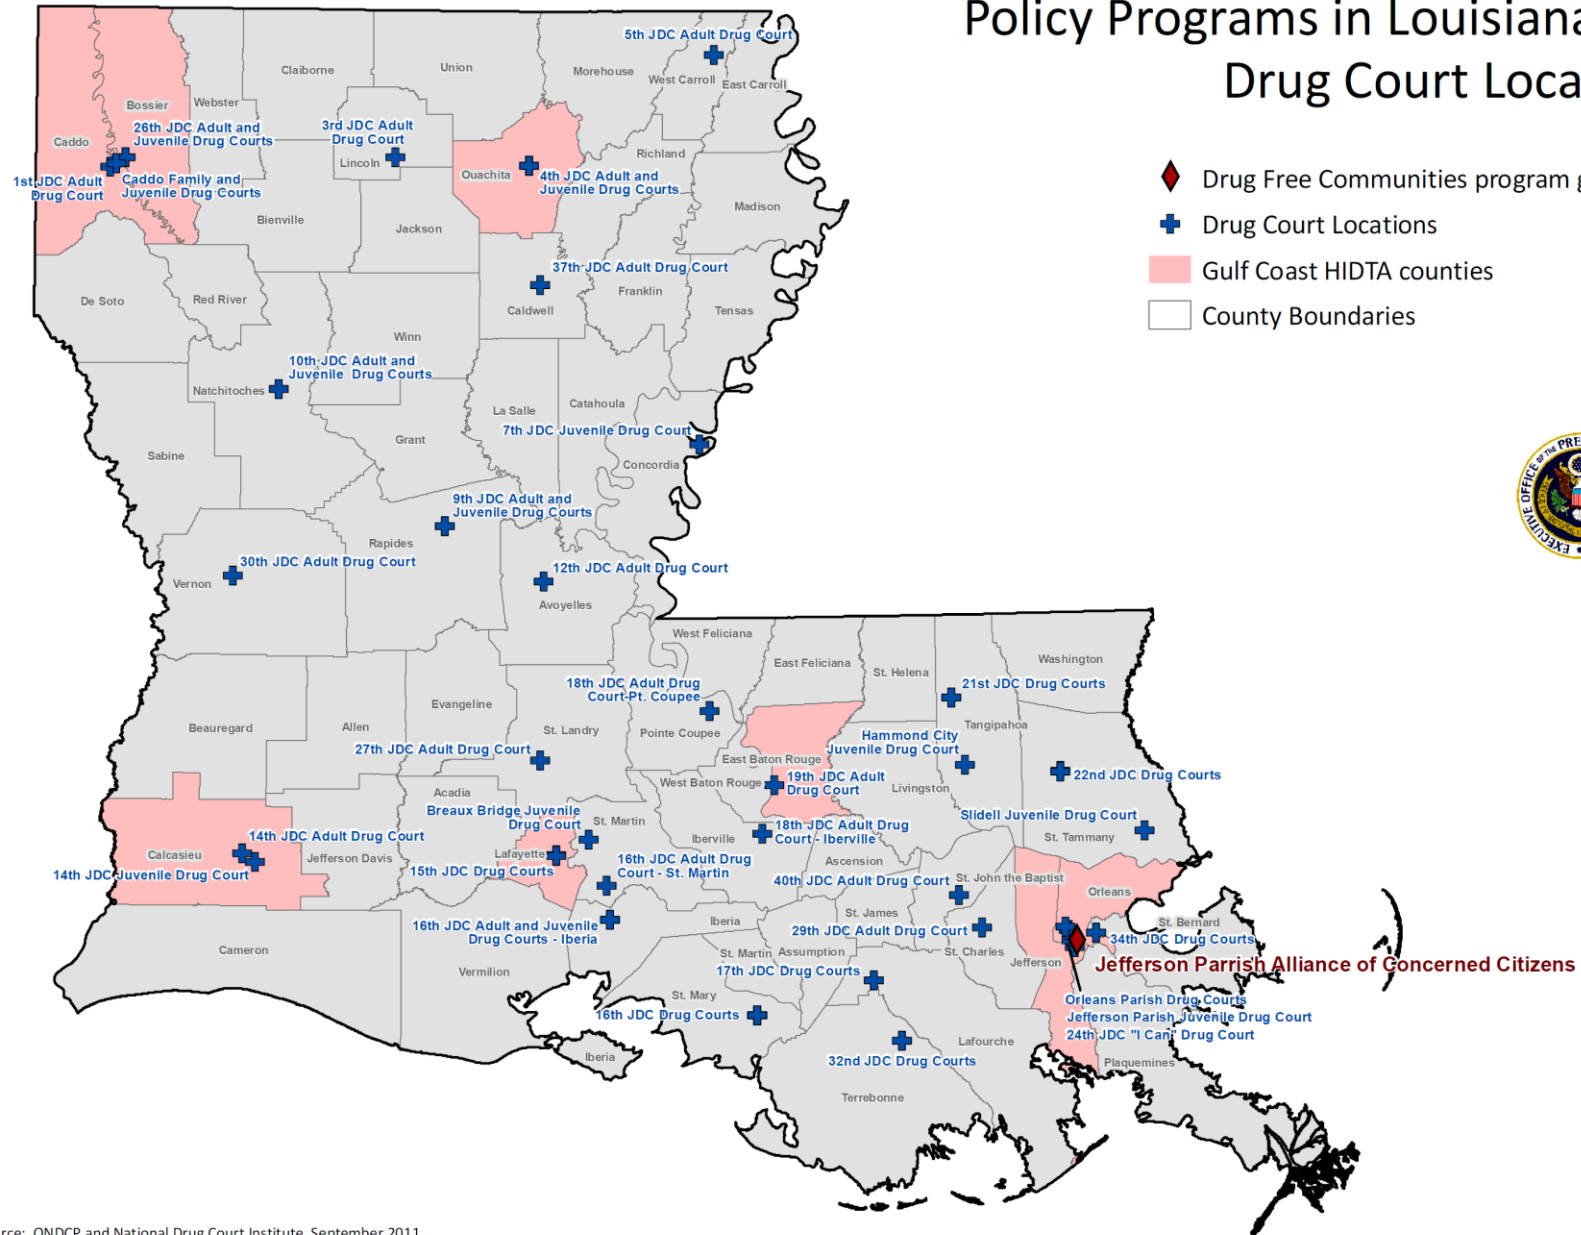 Policy Programs in Louisiana
Drug Court Loca
Drug Free Communities program g
Drug Court Locations
Gulf Coast HIDTA counties
County Boundaries
5th JDC Adult Drug Court
Claiborne
Union
Morehouse
West Carroll
East Carroll
Bossier
Webster
Caddo
26th JDC Adult and
Juvenile Drug Courts
3rd JDC Adult
Drug Court
Lincoln
Richland
Ouachita
4th JDC Adult and
Juvenile Drug Courts
1st JDC Adult
Drug Court
Caddo Family and
Juvenile Drug Courts
Madison
Bienville
Jackson
37th JDC Adult Drug Court
De Soto
Red River
Franklin
Caldwell
Tensas
Winn
10th JDC Adult and
Juvenile Drug Courts
Natchitoches
La Salle
Catahoula
7th JDC Juvenile Drug Court
Grant
Sabine
Concordia
9th JDC Adult and
Juvenile Drug Courts
Rapides
30th JDC Adult Drug Court
Vernon
12th JDC Adult Drug Court
Avoyelles
EXECUTIVE OFFICE OF THE PRE
West Feliciana
East Feliciana
St. Helena
Washington
18th JDC Adult Drug
Court-Pt. Coupee
21st JDC Drug Courts
Evangeline
Beauregard
Allen
St. Landry
Pointe Coupee
Tangipahoa
27th JDC Adult Drug Court
Hammond City
Juvenile Drug Court
East Baton Rouge
West Baton Rouge
19th JDC Adult
Drug Court
22nd JDC Drug Courts
Livingston
Acadia
Breaux Bridge Juvenile
Drug Court
St. Martin
Slidell Juvenile Drug Court
St. Tammany
18th JDC Adult Drug
Court - Iberville
Iberville
14th JDC Adult Drug Court
Calcasieu
Jefferson Davis
Lafayette
15th JDC Drug Courts
16th JDC Adult Drug
Court - St. Martin
Ascension
14th JDC Juvenile Drug Court
40th JDC Adult Drug Court
St. John the Baptist
Orleans
16th JDC Adult and Juvenile
Drug Courts - Iberia
Iberia
St. James
29th JDC Adult Drug Court
St. Bernard
34th JDC Drug Courts
Cameron
Vermilion
St. Martin
Assumption
St. Charles
Jefferson
Jefferson Parrish Alliance of Concerned Citizens
17th JDC Drug Courts
St. Mary
16th JDC Drug Courts
Orleans Parish Drug Courts
Jefferson Parish Juvenile Drug Court
24th JDC "I Can" Drug Court
Iberia
32nd JDC Drug Courts
Lafourche
Plaquemines
Terrebonne
rce: ONDCP and National Drug Court Institute, September 2011